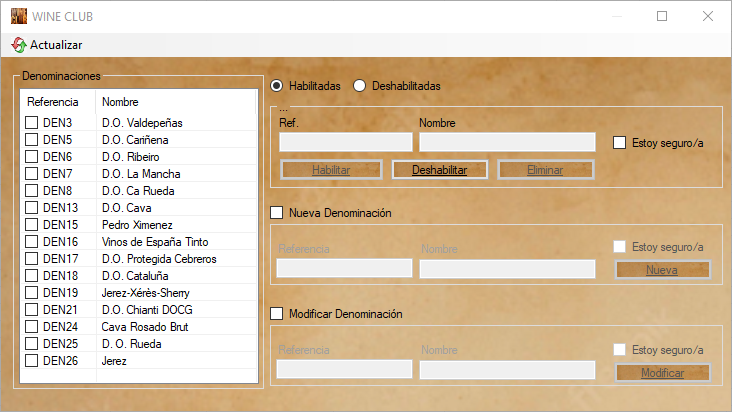 WINE CLUB
Actualizar
Denominaciones
Referencia Nombre
DEN3 D.O. Valdepeñas
DEN5 D.O. Cariñena
DEN6 D.O. Ribeiro
DEN7 D.O. La Mancha
DEN8 D.O. Ca Rueda
DEN13 D.O. Cava
DEN15 Pedro Ximenez
DEN16 Vinos de España Tinto
DEN17 D.O. Protegida Cebreros
DEN18 D.O. Cataluña
DEN19 Jerez-Xérès-Sherry
DEN21 D.O. Chianti DOCG
DEN24 Cava Rosado Brut
DEN25 D. O. Rueda
DEN26 Jerez
Habilitadas Deshabilitadas
...
Ref. Nombre
Estoy seguro/a
Habilitar Deshabilitar Eliminar
Nueva Denominación
Referencia Nombre Estoy seguro/a
Nueva
Modificar Denominación
Referencia Nombre Estoy seguro/a
Modificar